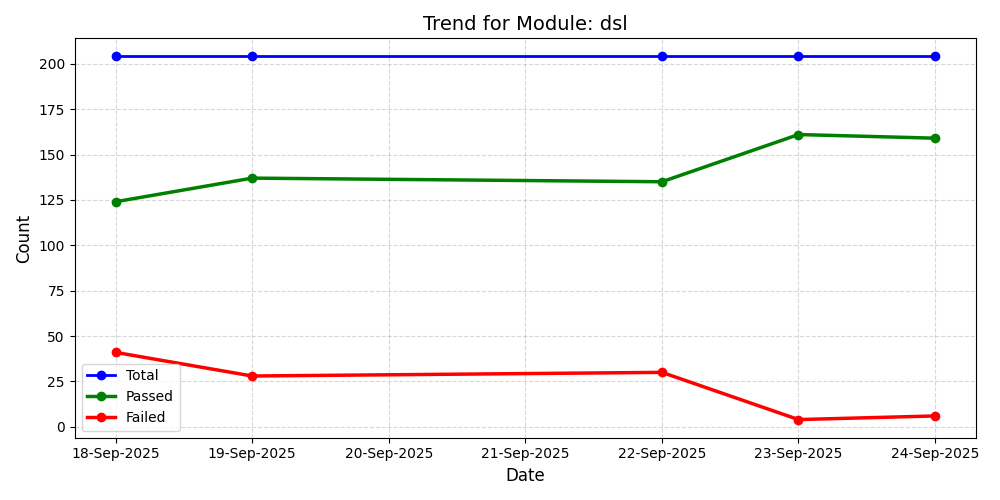 Trend for Module: dsl
Count
200
175
150
125
100
75
50
25
0
Total
Passed
Failed
18-Sep-2025 19-Sep-2025 20-Sep-2025 21-Sep-2025 22-Sep-2025 23-Sep-2025 24-Sep-2025
Date